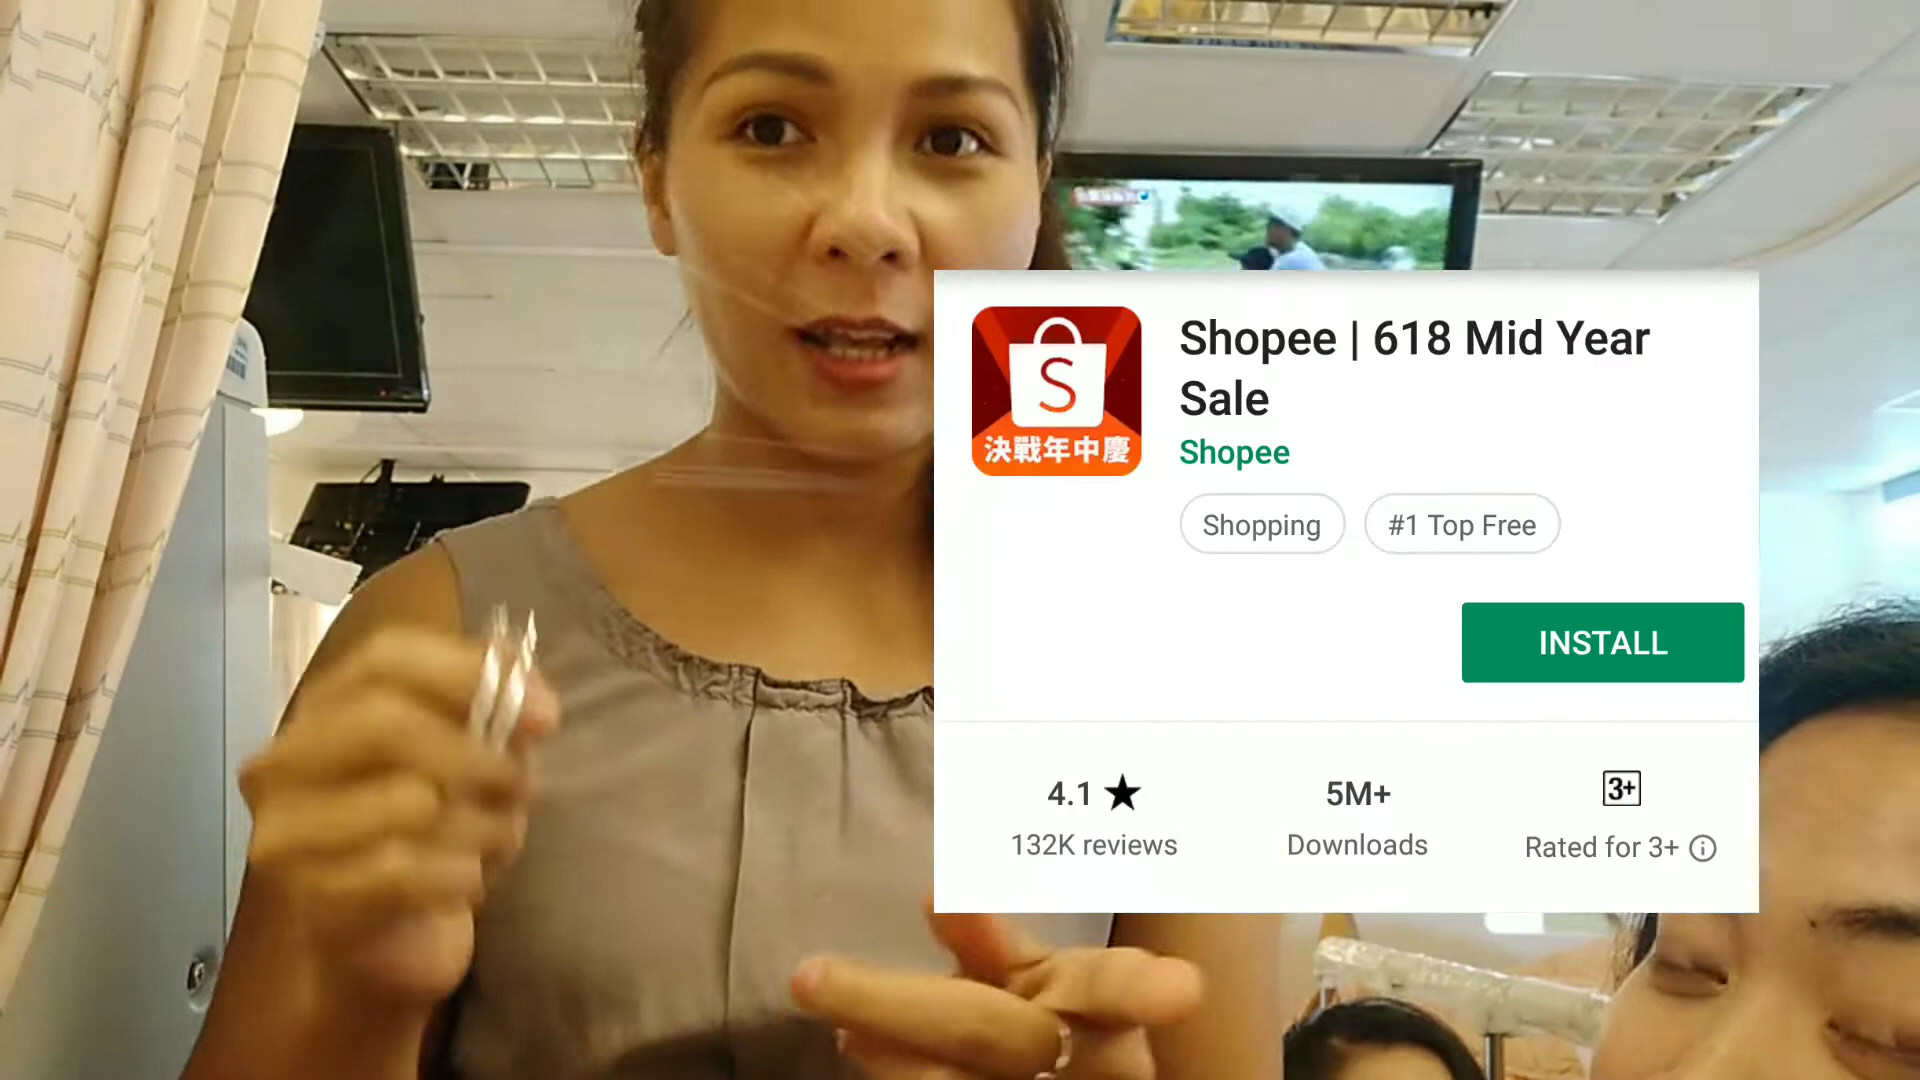 Shopee | 618 Mid Year
Sale
Shopee
S
決戰年中慶
Shopping
#1 Top Free
INSTALL
4.1 ★
5M+
3+
132K reviews
Downloads
Rated for 3+